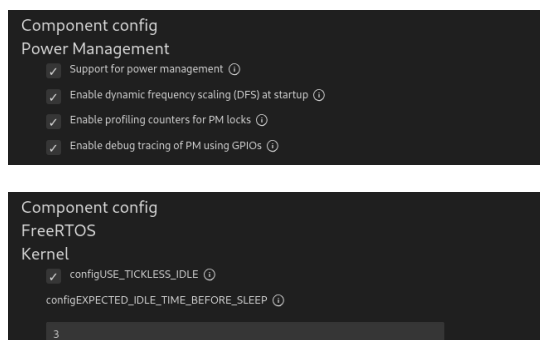 Component config
Power Management
Support for power management
Enable dynamic frequency scaling (DFS) at startup
Enable profiling counters for PM locks
Enable debug tracing of PM using GPIOs
Component config
FreeRTOS
Kernel
configUSE_TICKLESS_IDLE
configEXPECTED_IDLE_TIME_BEFORE_SLEEP
3